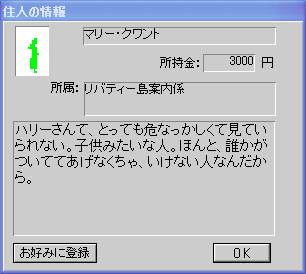 住人の情報
マリー・クワント
所持金: 3000 円
所属: リバティー島案内係
ハリーさんて、とっても危なっかしくて見てい
られない。子供みたいな人。ほんと、誰かが
ついててあげなくちゃ、いけない人なんだか
ら。
お好みに登録 OK